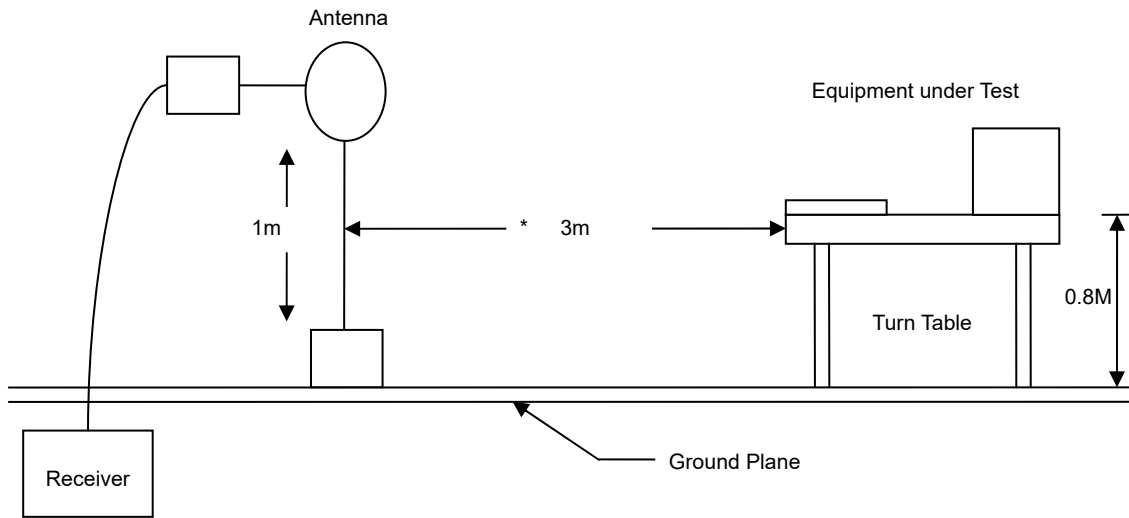 Antenna
Equipment under Test
1m
* 3m
0.8M
Turn Table
Ground Plane
Receiver